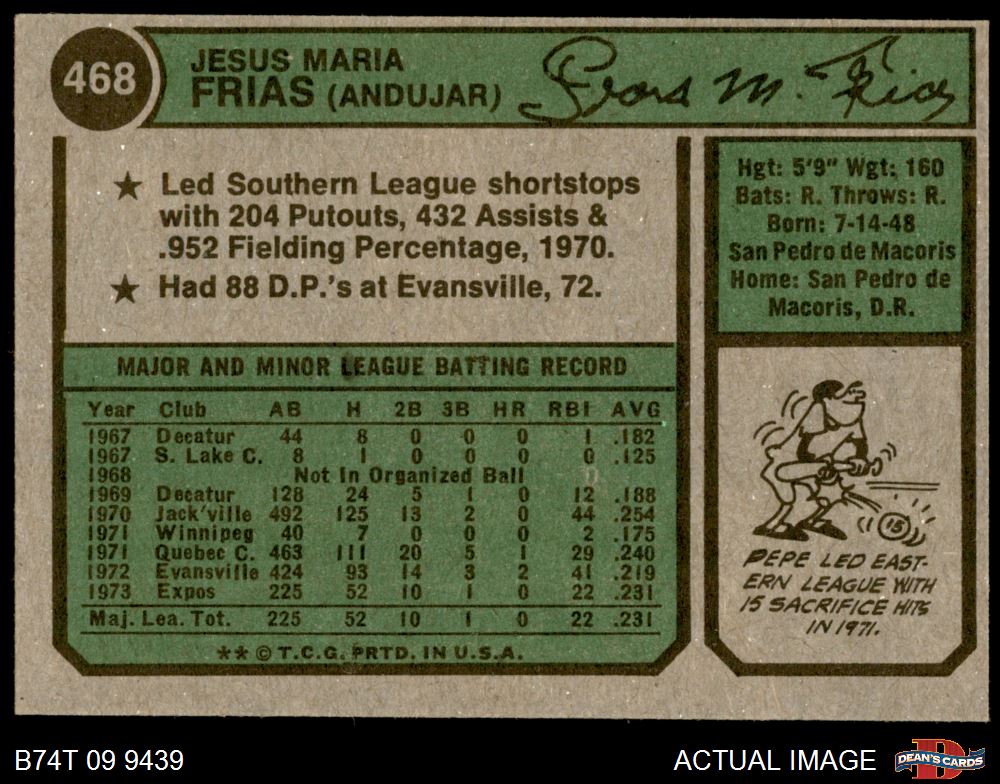 468
JESUS MARIA
FRIAS (ANDUJAR)
Jesus M. Frias
★ Led Southern League shortstops
with 204 Putouts, 432 Assists &
.952 Fielding Percentage, 1970.
★ Had 88 D.P.'s at Evansville, 72.
Hgt: 5'9" Wgt: 160
Bats: R. Throws: R.
Born: 7-14-48
San Pedro de Macoris
Home: San Pedro de
Macoris, D.R.
MAJOR AND MINOR LEAGUE BATTING RECORD
Year Club AB H 2B 3B HR RBI AVG
1967 Decatur 44 8 0 0 0 1 .182
1967 S. Lake C. 8 1 0 0 0 0 .125
1968 Not In Organized Ball
1969 Decatur 128 24 5 1 0 12 .188
1970 Jack'ville 492 125 13 2 0 44 .254
1971 Winnipeg 40 7 0 0 0 2 .175
1971 Quebec C. 463 111 20 5 1 29 .240
1972 Evansville 424 93 14 3 2 41 .219
1973 Expos 225 52 10 1 0 22 .231
Maj. Lea. Tot. 225 52 10 1 0 22 .231
** © T.C.G. PRTD. IN U.S.A.
15
PEPE LED EAST-
ERN LEAGUE WITH
15 SACRIFICE HITS
IN 1971.
B74T 09 9439
ACTUAL IMAGE
DEAN'S CARDS